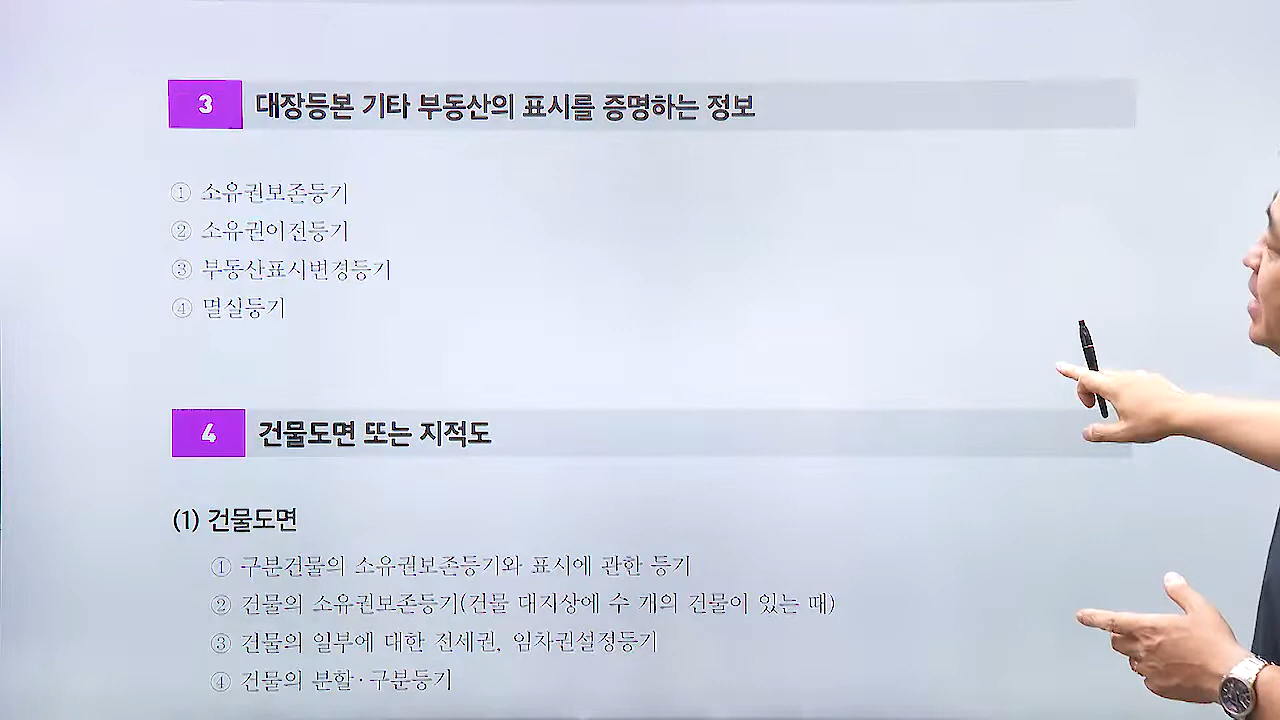 3 대장등본 기타 부동산의 표시를 증명하는 정보
① 소유권보존등기
② 소유권이전등기
③ 부동산표시변경등기
④ 멸실등기
4 건물도면 또는 지적도
(1) 건물도면
① 구분건물의 소유권보존등기와 표시에 관한 등기
② 건물의 소유권보존등기(건물 대지상에 수 개의 건물이 있는 때)
③ 건물의 일부에 대한 전세권, 임차권설정등기
④ 건물의 분할·구분등기